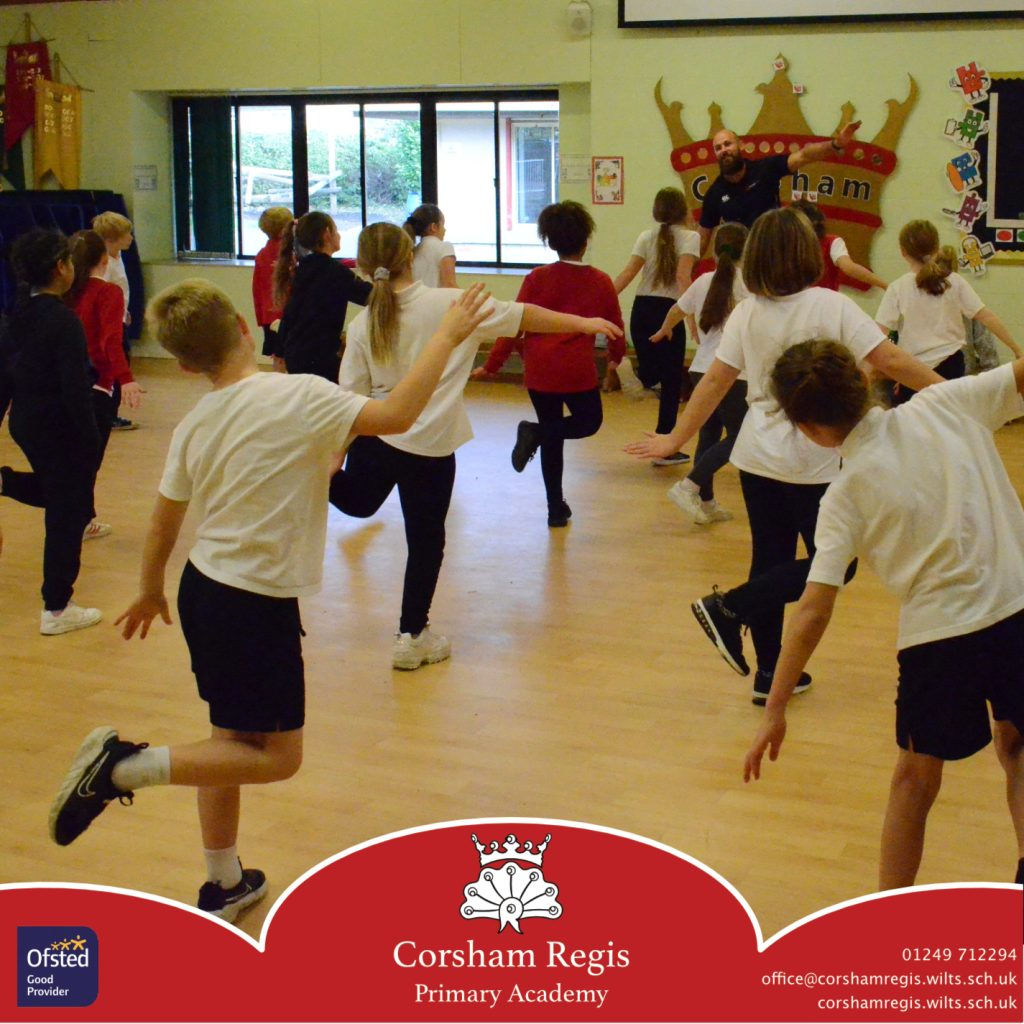 Corsham
Corsham Regis
Primary Academy
Ofsted
Good
Provider
01249 712294
office@corshamregis.wilts.sch.uk
corshamregis.wilts.sch.uk